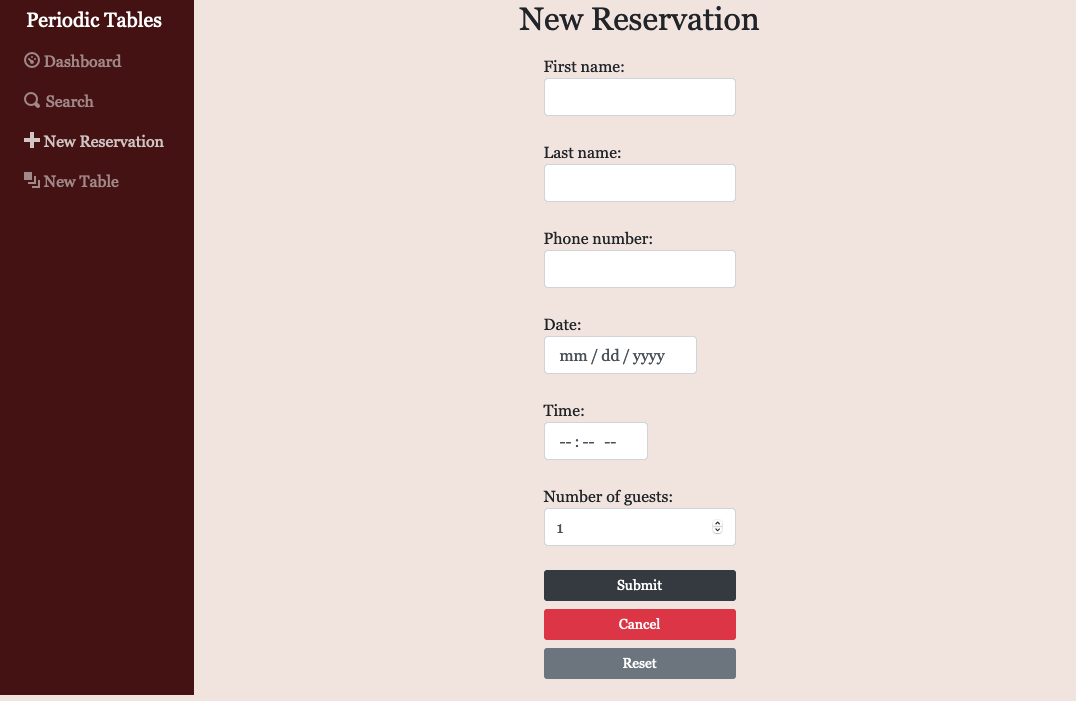 Periodic Tables
Dashboard
Search
New Reservation
New Table
New Reservation
First name:
Last name:
Phone number:
Date:
mm / dd / yyyy
Time:
-- : -- --
Number of guests:
1
Submit
Cancel
Reset